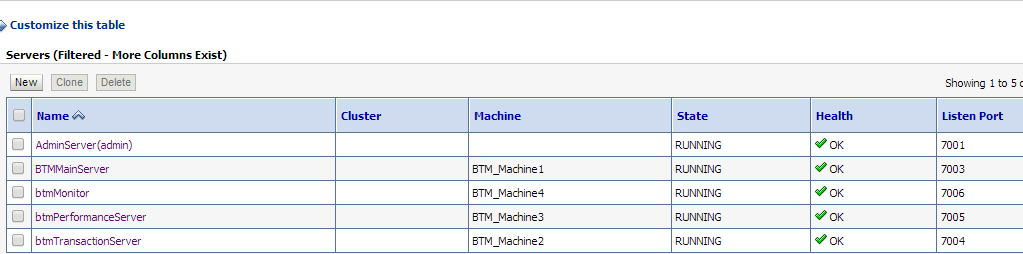 Customize this table
Servers (Filtered - More Columns Exist)
New Clone Delete Showing 1 to 5
Name Cluster Machine State Health Listen Port
AdminServer(admin) RUNNING OK 7001
BTMMainServer BTM_Machine1 RUNNING OK 7003
btmMonitor BTM_Machine4 RUNNING OK 7006
btmPerformanceServer BTM_Machine3 RUNNING OK 7005
btmTransactionServer BTM_Machine2 RUNNING OK 7004